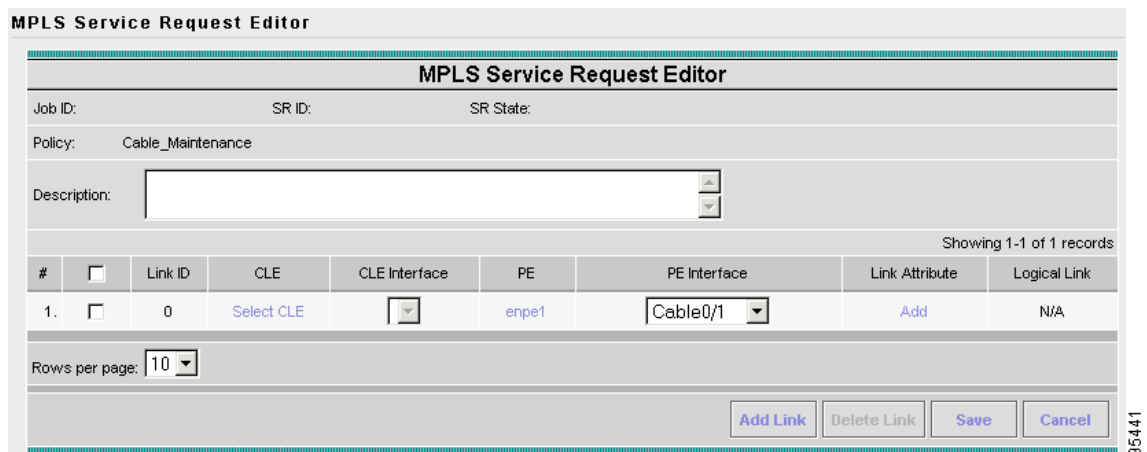 MPLS Service Request Editor
MPLS Service Request Editor
Job ID: SR ID: SR State:
Policy: Cable_Maintenance
Description:
Showing 1-1 of 1 records
# Link ID CLE CLE Interface PE PE Interface Link Attribute Logical Link
1. 0 Select CLE enpe1 Cable0/1 Add N/A
Rows per page: 10
Add Link Delete Link Save Cancel
95441